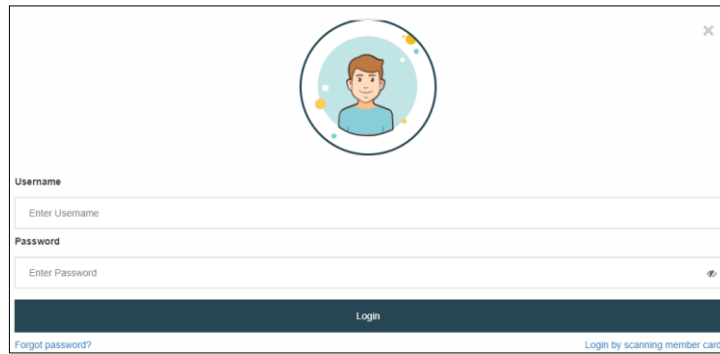 Username
Enter Username
Password
Enter Password
Login
Forgot password? Login by scanning member card